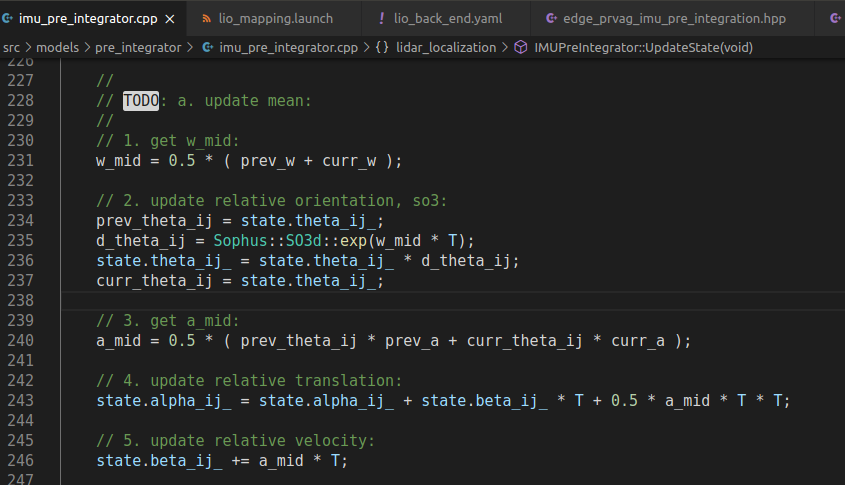 imu_pre_integrator.cpp × lio_mapping.launch ! lio_back_end.yaml edge_prvag_imu_pre_integration.hpp
src > models > pre_integrator > imu_pre_integrator.cpp > {} lidar_localization > IMUPreIntegrator::UpdateState(void)
226
227 //
228 // TODO: a. update mean:
229 //
230 // 1. get w_mid:
231 w_mid = 0.5 * ( prev_w + curr_w );
232
233 // 2. update relative orientation, so3:
234 prev_theta_ij = state.theta_ij_;
235 d_theta_ij = Sophus::SO3d::exp(w_mid * T);
236 state.theta_ij_ = state.theta_ij_ * d_theta_ij;
237 curr_theta_ij = state.theta_ij_;
238
239 // 3. get a_mid:
240 a_mid = 0.5 * ( prev_theta_ij * prev_a + curr_theta_ij * curr_a );
241
242 // 4. update relative translation:
243 state.alpha_ij_ = state.alpha_ij_ + state.beta_ij_ * T + 0.5 * a_mid * T * T;
244
245 // 5. update relative velocity:
246 state.beta_ij_ += a_mid * T;
247